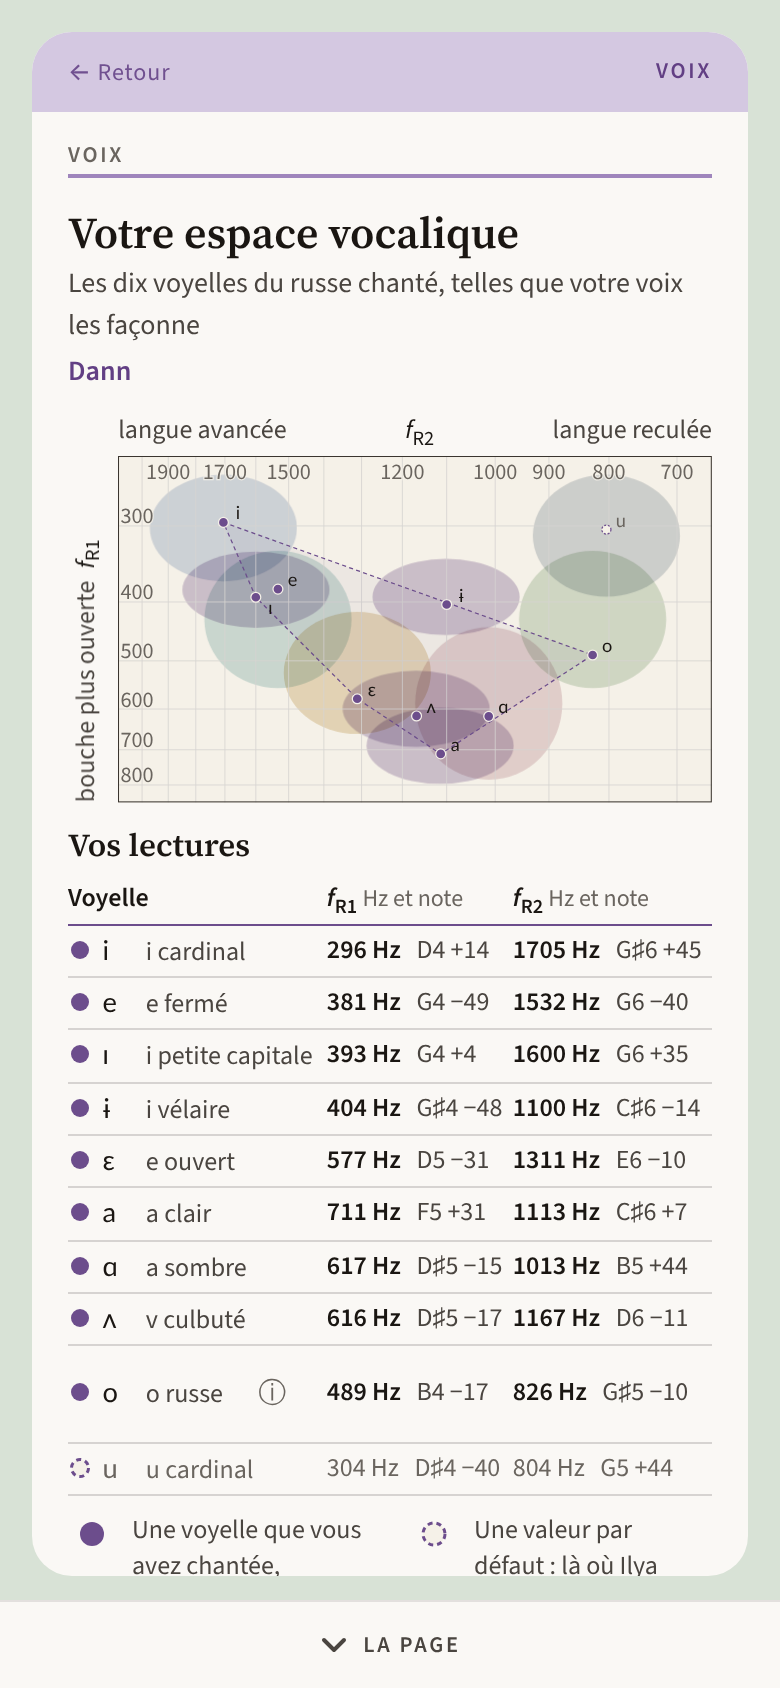 ← Retour
VOIX
VOIX
Votre espace vocalique
Les dix voyelles du russe chanté, telles que votre voix
les façonne
Dann
langue avancée fR2 langue reculée
1900 1700 1500 1200 1000 900 800 700
bouche plus ouverte fR1
300
400
500
600
700
800
i
u
e
ɪ
ɨ
o
ɛ
ʌ
ɑ
a
Vos lectures
Voyelle fR1 Hz et note fR2 Hz et note
i i cardinal 296 Hz D4 +14 1705 Hz G♯6 +45
e e fermé 381 Hz G4 −49 1532 Hz G6 −40
ɪ i petite capitale 393 Hz G4 +4 1600 Hz G6 +35
ɨ i vélaire 404 Hz G♯4 −48 1100 Hz C♯6 −14
ɛ e ouvert 577 Hz D5 −31 1311 Hz E6 −10
a a clair 711 Hz F5 +31 1113 Hz C♯6 +7
ɑ a sombre 617 Hz D♯5 −15 1013 Hz B5 +44
ʌ v culbuté 616 Hz D♯5 −17 1167 Hz D6 −11
o o russe ⓘ 489 Hz B4 −17 826 Hz G♯5 −10
u u cardinal 304 Hz D♯4 −40 804 Hz G5 +44
Une voyelle que vous
avez chantée,
Une valeur par
défaut : là où Ilya
LA PAGE